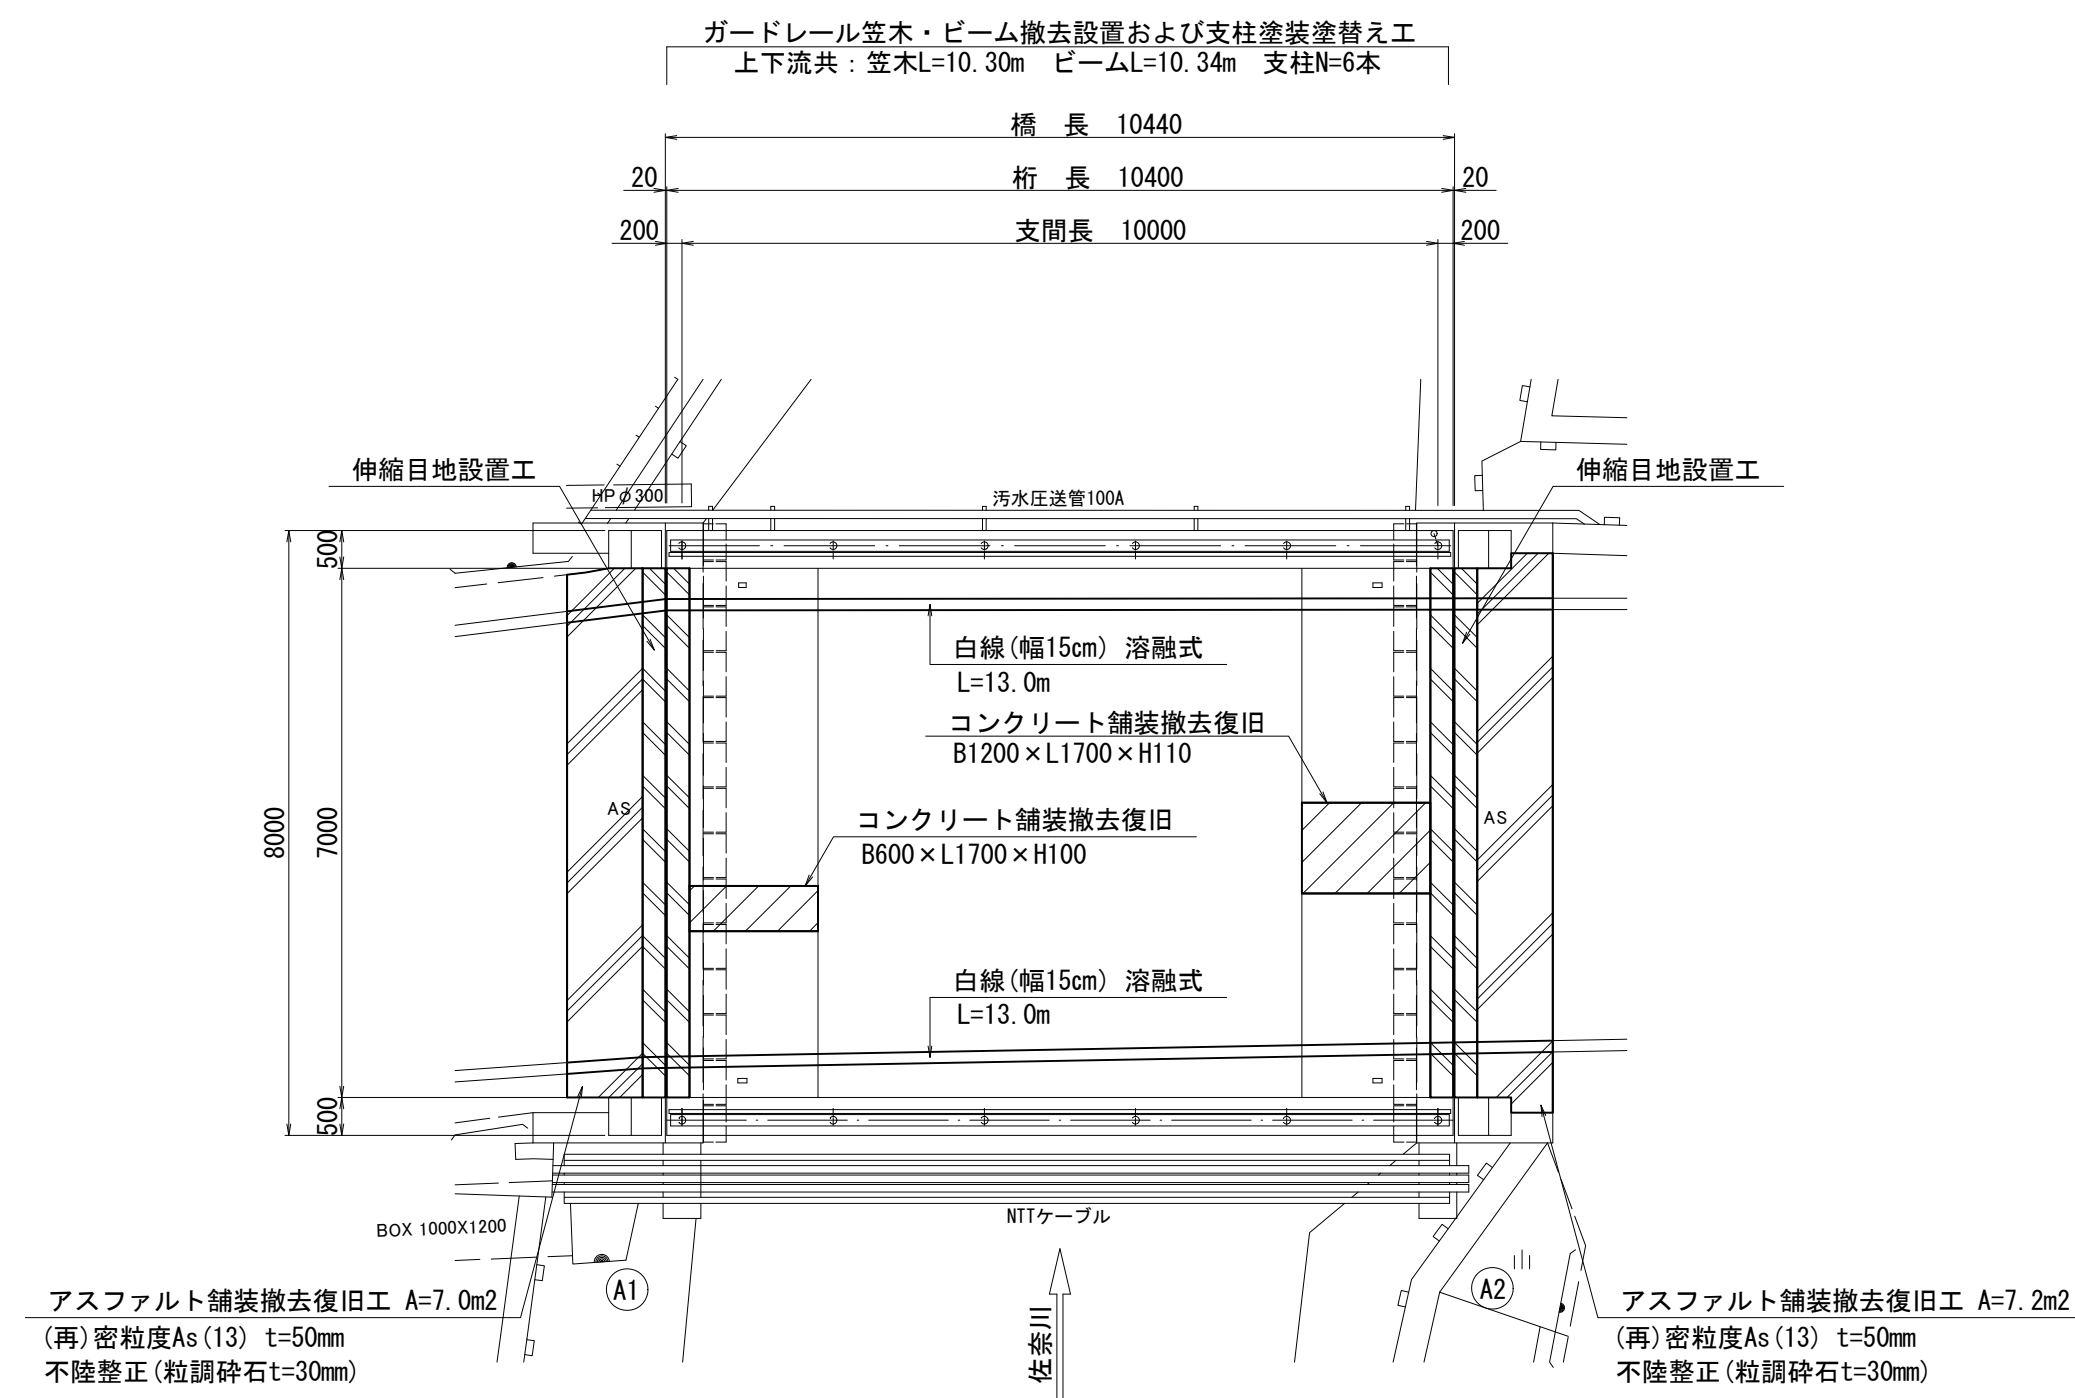 ガードレール笠木・ビーム撤去設置および支柱塗装塗替え工
上下流共：笠木L=10.30m　ビームL=10.34m　支柱N=6本
橋　長　10440
20
桁　長　10400
20
200
支間長　10000
200
伸縮目地設置工
伸縮目地設置工
HPφ300
汚水圧送管100A
500
白線(幅15cm) 溶融式
L=13.0m
コンクリート舗装撤去復旧
B1200×L1700×H110
AS
AS
コンクリート舗装撤去復旧
B600×L1700×H100
8000
7000
白線(幅15cm) 溶融式
L=13.0m
500
NTTケーブル
BOX 1000X1200
A1
A2
佐奈川
アスファルト舗装撤去復旧工 A=7.0m2
(再)密粒度As(13) t=50mm
不陸整正(粒調砕石t=30mm)
アスファルト舗装撤去復旧工 A=7.2m2
(再)密粒度As(13) t=50mm
不陸整正(粒調砕石t=30mm)